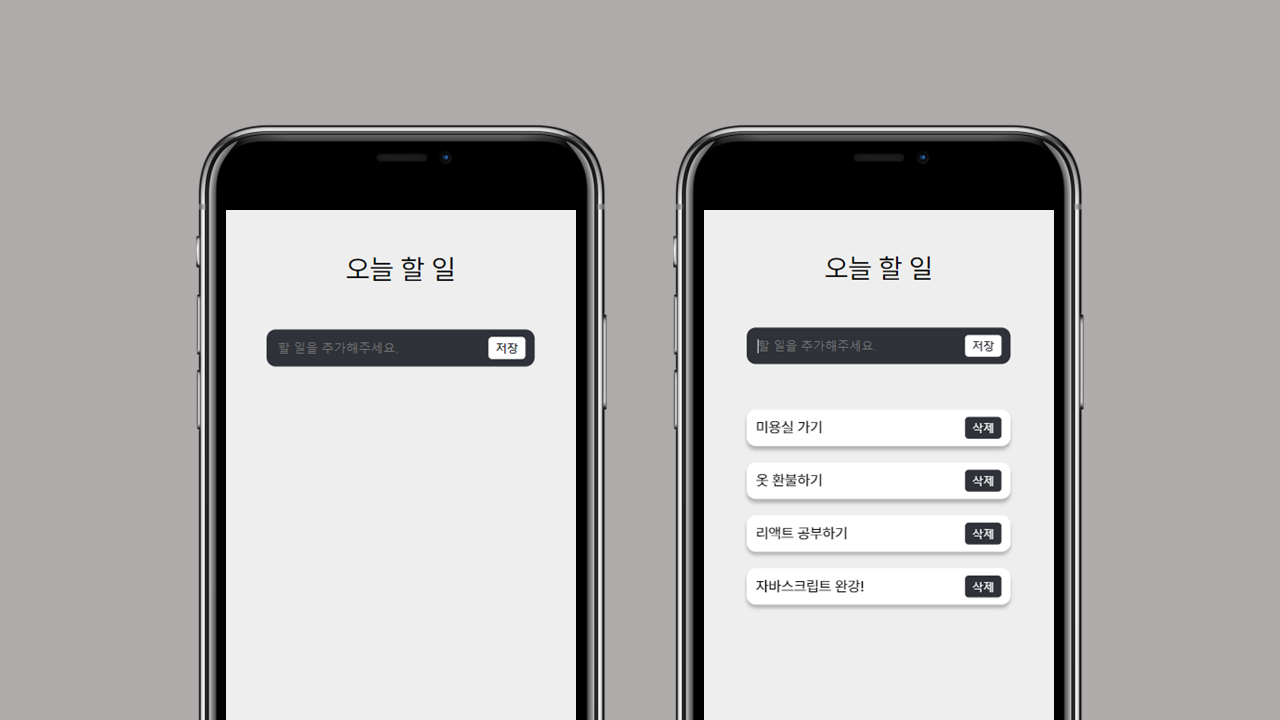 오늘 할 일
할 일을 추가해주세요.
저장
오늘 할 일
할 일을 추가해주세요.
저장
미용실 가기
삭제
옷 환불하기
삭제
리액트 공부하기
삭제
자바스크립트 완강!
삭제